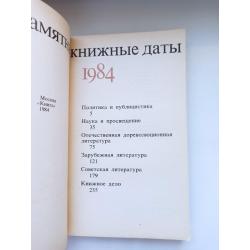 амятн
книжные даты
1984
Москва
«Книга»
1984
Политика и публицистика
5
Наука и просвещение
35
Отечественная дореволюционная
литература
75
Зарубежная литература
121
Советская литература
179
Книжное дело
235